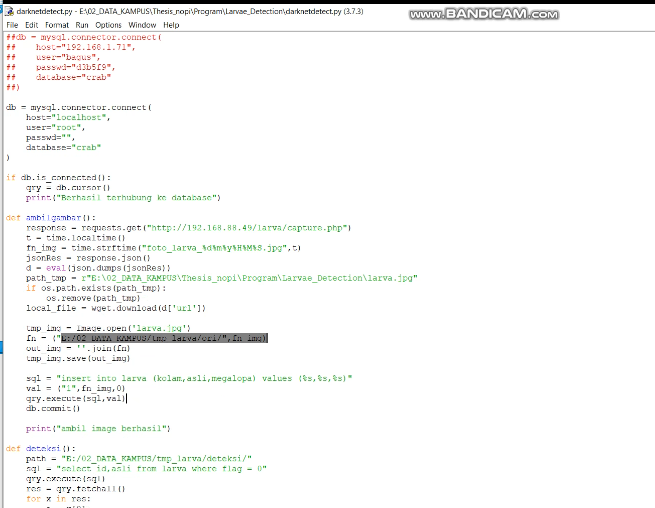 darknetdetect.py - E:\02_DATA_KAMPUS\Thesis_nopi\Program\Larvae_Detection\darknetdetect.py (3.7.3)
www.BANDICAM.com
File Edit Format Run Options Window Help
##db = mysql.connector.connect(
##    host="192.168.1.71",
##    user="bagus",
##    passwd="d3b5f9",
##    database="crab"
##)
db = mysql.connector.connect(
    host="localhost",
    user="root",
    passwd="",
    database="crab"
)
if db.is_connected():
    qry = db.cursor()
    print("Berhasil terhubung ke database")
def ambilgambar():
    response = requests.get("http://192.168.88.49/larva/capture.php")
    t = time.localtime()
    fn_img = time.strftime("foto_larva_%d%m%y%H%M%S.jpg",t)
    jsonRes = response.json()
    d = eval(json.dumps(jsonRes))
    path_tmp = r"E:\02_DATA_KAMPUS\Thesis_nopi\Program\Larvae_Detection\larva.jpg"
    if os.path.exists(path_tmp):
        os.remove(path_tmp)
    local_file = wget.download(d['url'])
    tmp_img = Image.open('larva.jpg')
    fn = ("E:/02_DATA_KAMPUS/tmp_larva/ori/",fn_img)
    out_img = ''.join(fn)
    tmp_img.save(out_img)
    sql = "insert into larva (kolam,asli,megalopa) values (%s,%s,%s)"
    val = ("1",fn_img,0)
    qry.execute(sql,val)
    db.commit()
    print("ambil image berhasil")
def deteksi():
    path = "E:/02_DATA_KAMPUS/tmp_larva/deteksi/"
    sql = "select id,asli from larva where flag = 0"
    qry.execute(sql)
    res = qry.fetchall()
    for x in res: